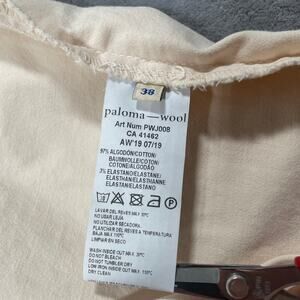 38
paloma—wool
Art Num PWJ008
CA 41462
AW'19 07/19
97% ALGODÓN/COTTON/
BAUMWOLLE/COTON/
COTONE/ALGODÃO
3% ELASTANO/ELASTANE/
ELASTHAN/ELASTHANNE/
ELASTAN/ELASTANO
LAVAR DEL REVES MAX 30ºC
NO USAR LEJIA
NO UTILIZAR SECADORA
PLANCHAR DEL REVES A TEMPERATURA
BAJA MAX 110ºC
LIMPIAR EN SECO
WASH INSIDE OUT MAX 30ºC
DO NOT BLEACH
DO NOT TUMBLER DRY
LOW IRON INSIDE OUT MAX 110ºC
DRY CLEAN